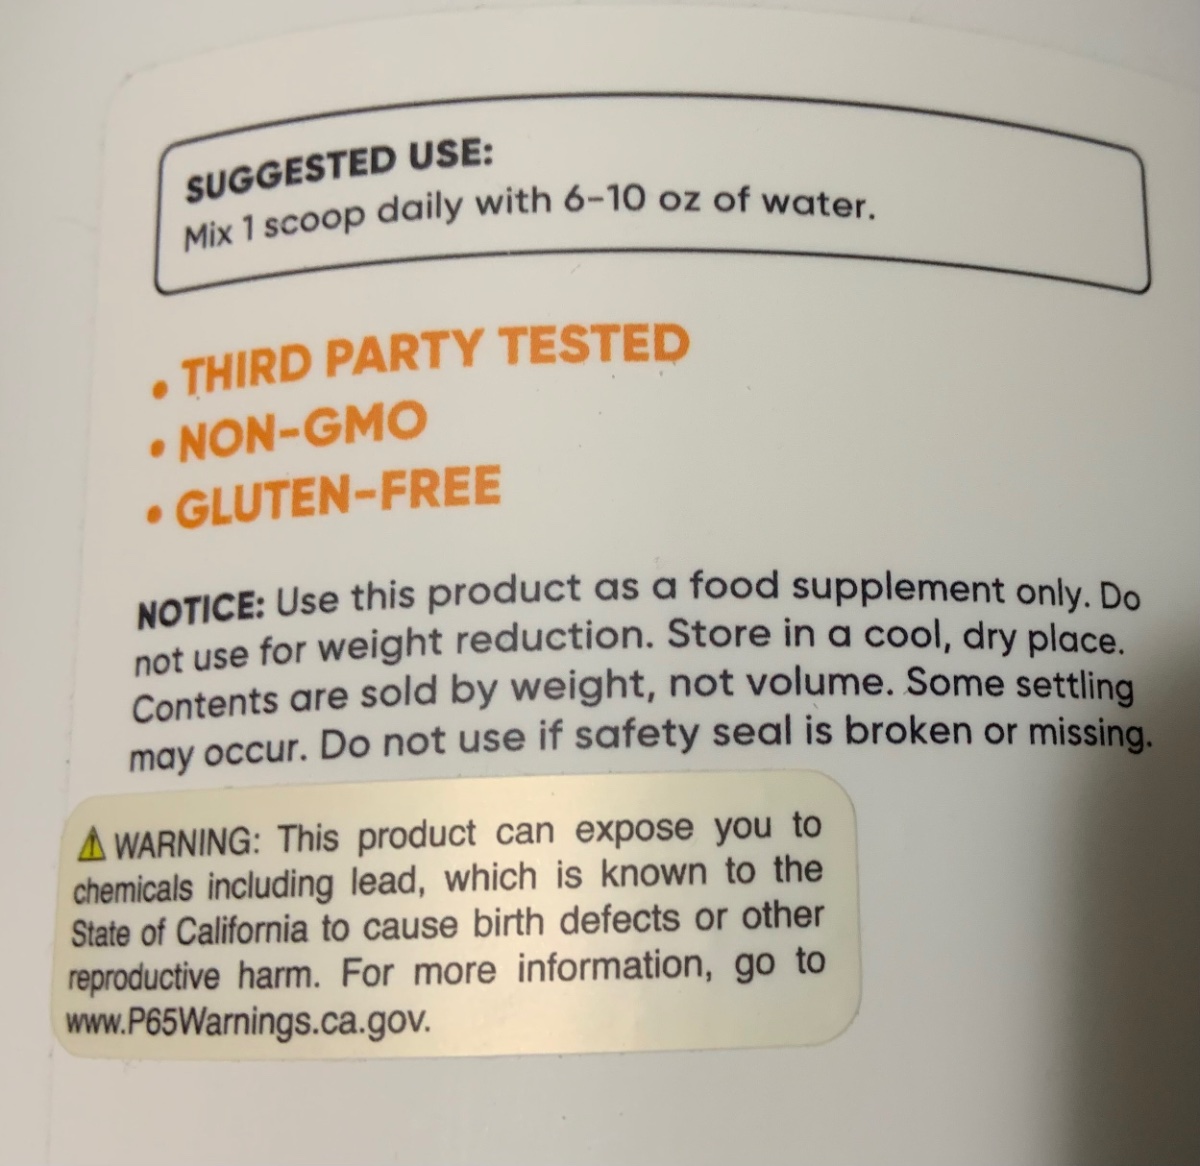 SUGGESTED USE:
Mix 1 scoop daily with 6-10 oz of water.
• THIRD PARTY TESTED
• NON-GMO
• GLUTEN-FREE
NOTICE: Use this product as a food supplement only. Do
not use for weight reduction. Store in a cool, dry place.
Contents are sold by weight, not volume. Some settling
may occur. Do not use if safety seal is broken or missing.
⚠ WARNING: This product can expose you to
chemicals including lead, which is known to the
State of California to cause birth defects or other
reproductive harm. For more information, go to
www.P65Warnings.ca.gov.